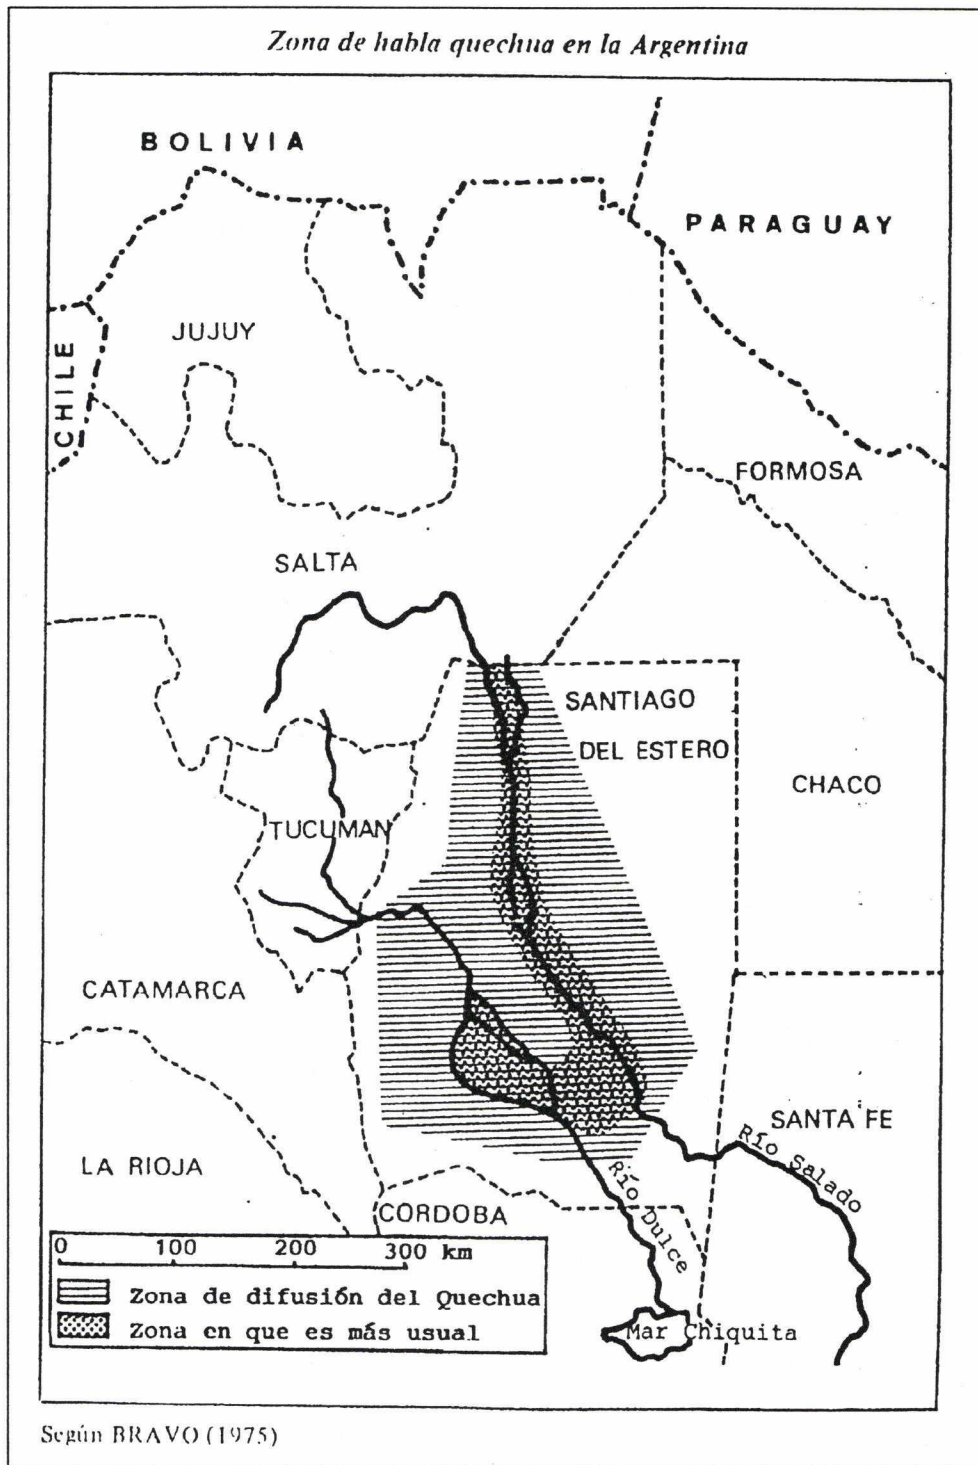 Zona de habla quechua en la Argentina
BOLIVIA
PARAGUAY
CHILE
JUJUY
FORMOSA
SALTA
SANTIAGO
DEL ESTERO
CHACO
TUCUMAN
CATAMARCA
SANTA FE
LA RIOJA
Río Salado
Río Dulce
CORDOBA
0 100 200 300 km
Zona de difusión del Quechua
Zona en que es más usual
Mar Chiquita
Según BRAVO (1975)